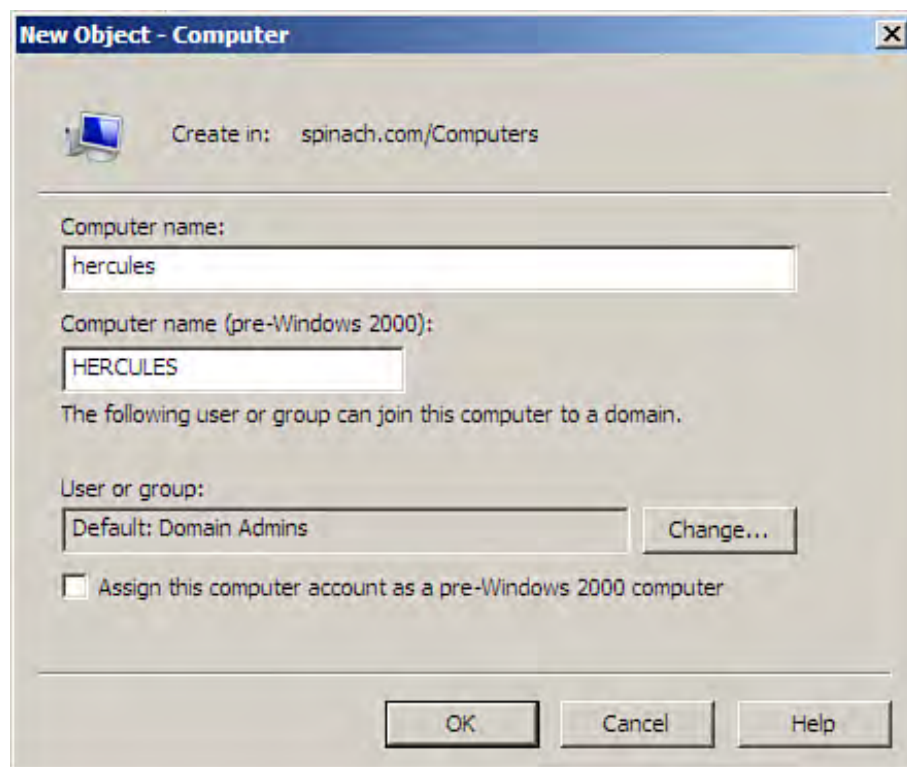 New Object - Computer
Create in: spinach.com/Computers
Computer name:
hercules
Computer name (pre-Windows 2000):
HERCULES
The following user or group can join this computer to a domain.
User or group:
Default: Domain Admins
Change...
Assign this computer account as a pre-Windows 2000 computer
OK Cancel Help